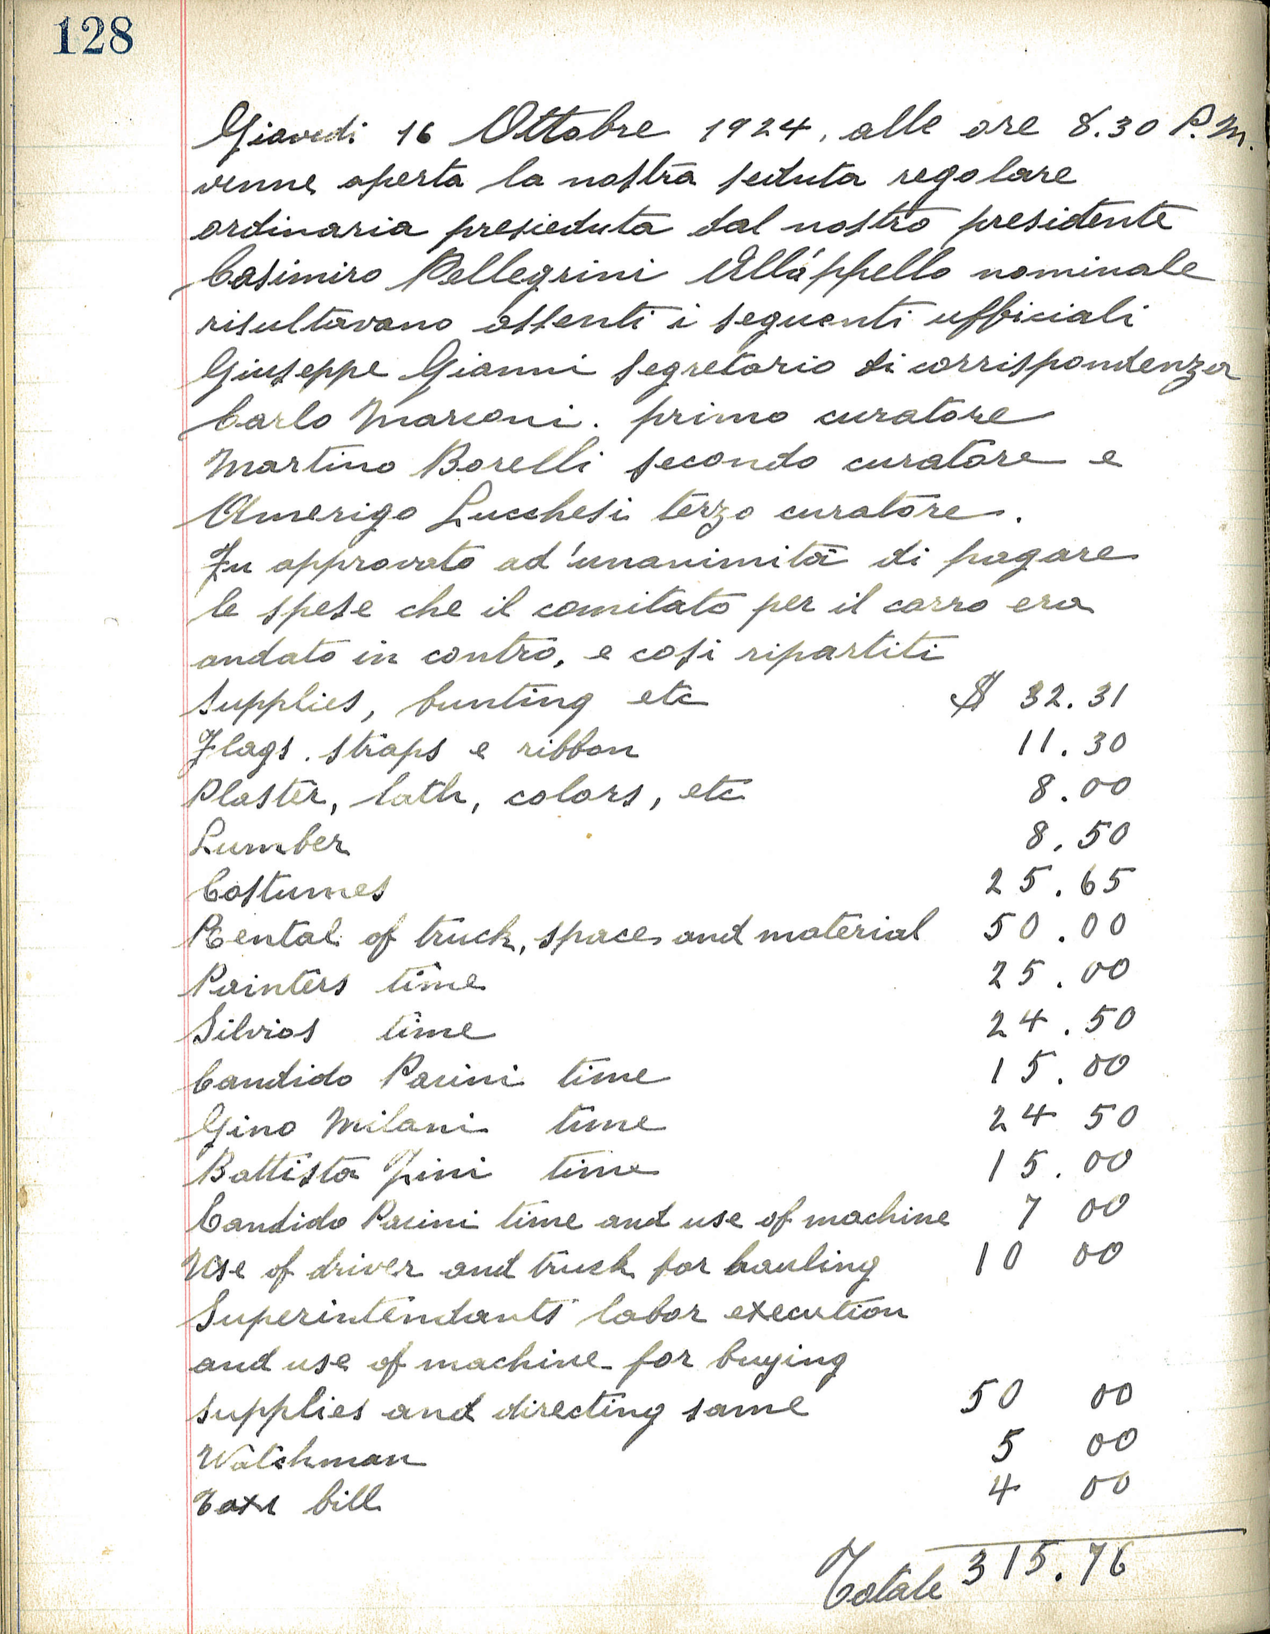 128
Giovedi 16 Ottobre 1924, alle ore 8.30 P.M.
venne aperta la nostra seduta regolare
ordinaria presieduta dal nostro presidente
Casimiro Pellegrini All'appello nominale
risultavano assenti i seguenti ufficiali
Giuseppe Gianni segretario di corrispondenza
Carlo Marconi. primo curatore
Martino Borelli secondo curatore e
Amerigo Lucchesi terzo curatore.
Fu approvato ad'unanimità di pagare
le spese che il comitato per il carro era
andato in contro, e cosi ripartiti
Supplies, bunting etc $ 32.31
Flags. straps e ribbon 11.30
Plaster, lath, colors, etc 8.00
Lumber 8.50
Costumes 25.65
Rental of truck, space and material 50.00
Painters time 25.00
Silvios time 24.50
Candido Parini time 15.00
Gino Milani time 24 50
Battista Fini time 15.00
Candido Parini time and use of machine 7 00
Use of driver and truck for hauling 10 00
Superintendants labor execution
and use of machine for buying
supplies and directing same 50 00
Watchman 5 00
Taxi bill 4 00
Totale 315.76